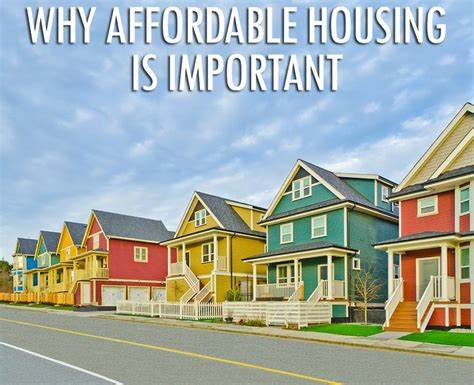 WHY AFFORDABLE HOUSING
IS IMPORTANT